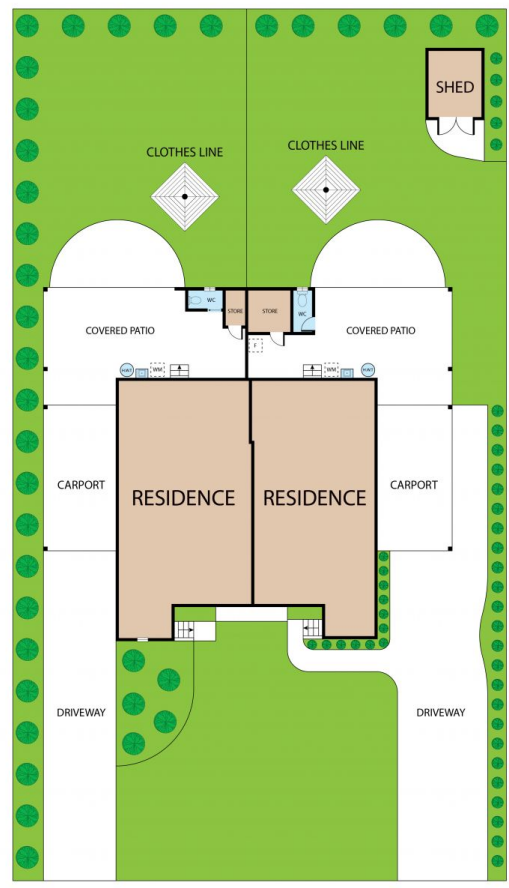 SHED
CLOTHES LINE
CLOTHES LINE
WC
STORE
STORE
WC
COVERED PATIO
COVERED PATIO
F
HWT
WM
WM
HWT
CARPORT
CARPORT
RESIDENCE
RESIDENCE
DRIVEWAY
DRIVEWAY